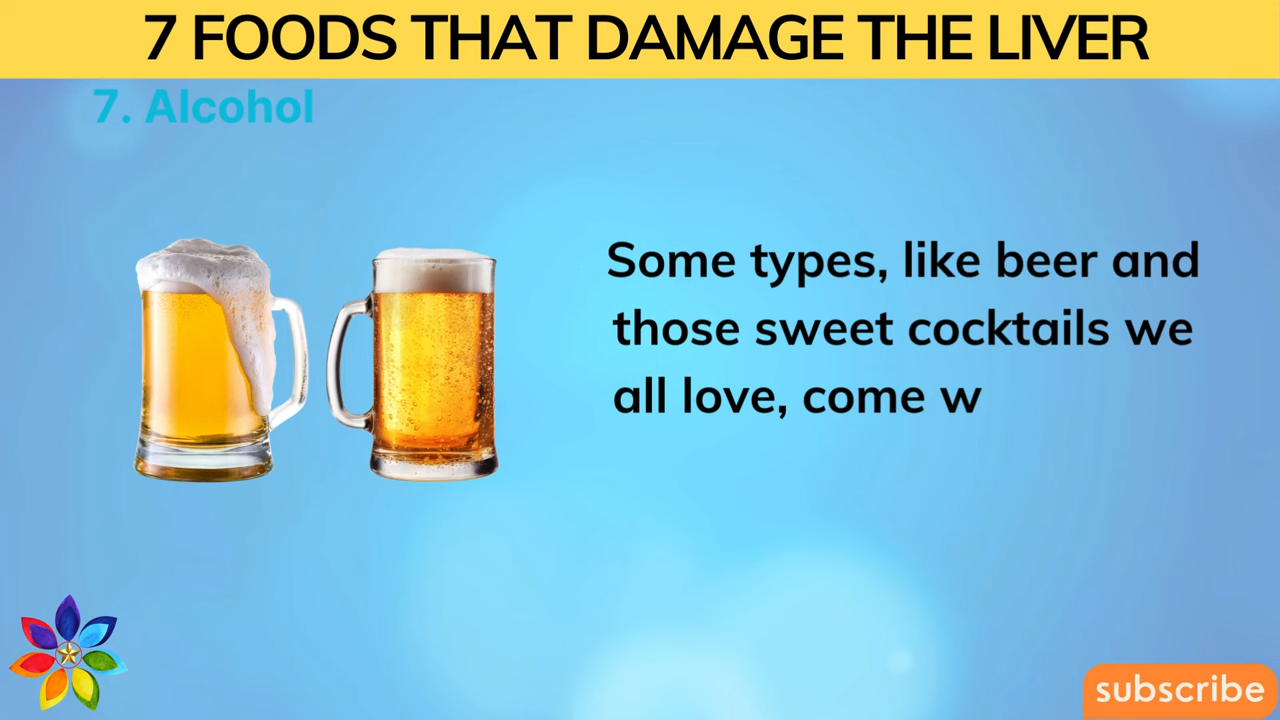 7 FOODS THAT DAMAGE THE LIVER
7. Alcohol
Some types, like beer and
those sweet cocktails we
all love, come w
subscribe